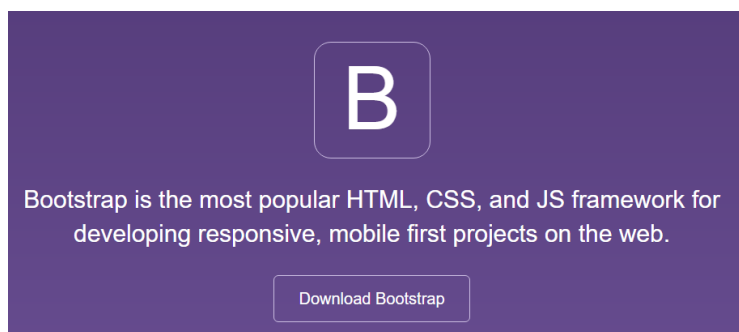 B
Bootstrap is the most popular HTML, CSS, and JS framework for
developing responsive, mobile first projects on the web.
Download Bootstrap